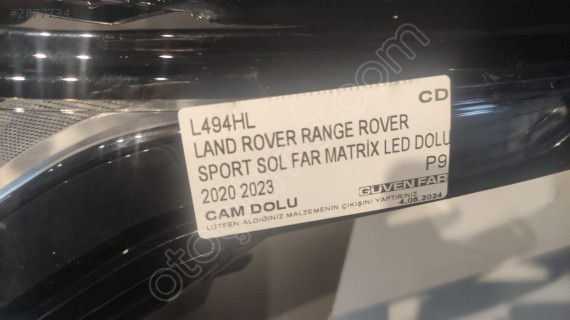 2877734
L494HL
CD
LAND ROVER RANGE ROVER
SPORT SOL FAR MATRİX LED DOLU
2020 2023
P9
CAM DOLU
GÜVEN FAR
LÜTFEN ALDIĞINIZ MALZEMENİN ÇIKIŞINI YAPTIRINIZ
4.06.2024